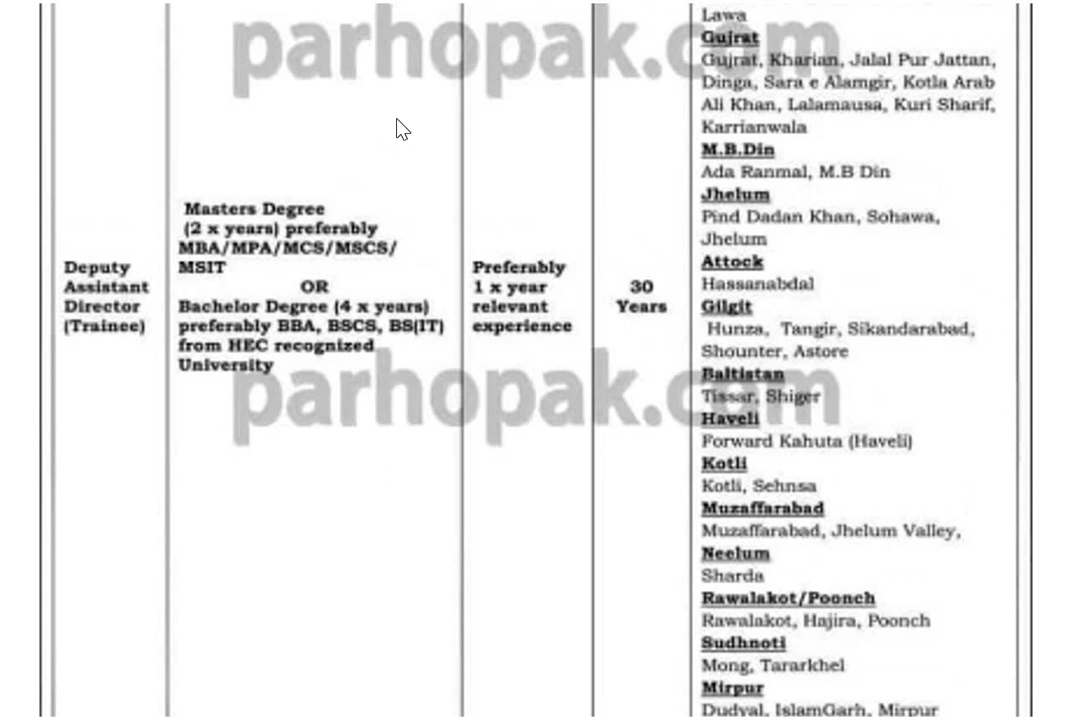 parhopak.com
Deputy
Assistant
Director
(Trainee)
Masters Degree
(2 x years) preferably
MBA/MPA/MCS/MSCS/
MSIT
OR
Bachelor Degree (4 x years)
preferably BBA, BSCS, BS(IT)
from HEC recognized
University
Preferably
1 x year
relevant
experience
30
Years
Lawa
Gujrat
Gujrat, Kharian, Jalal Pur Jattan,
Dinga, Sara e Alamgir, Kotla Arab
Ali Khan, Lalamausa, Kuri Sharif,
Karrianwala
M.B.Din
Ada Ranmal, M.B Din
Jhelum
Pind Dadan Khan, Sohawa,
Jhelum
Attock
Hassanabdal
Gilgit
Hunza, Tangir, Sikandarabad,
Shounter, Astore
Baltistan
Tissar, Shiger
Haveli
Forward Kahuta (Haveli)
Kotli
Kotli, Sehnsa
Muzaffarabad
Muzaffarabad, Jhelum Valley,
Neelum
Sharda
Rawalakot/Poonch
Rawalakot, Hajira, Poonch
Sudhnoti
Mong, Tararkhel
Mirpur
Dudyal, IslamGarh, Mirpur
parhopak.com